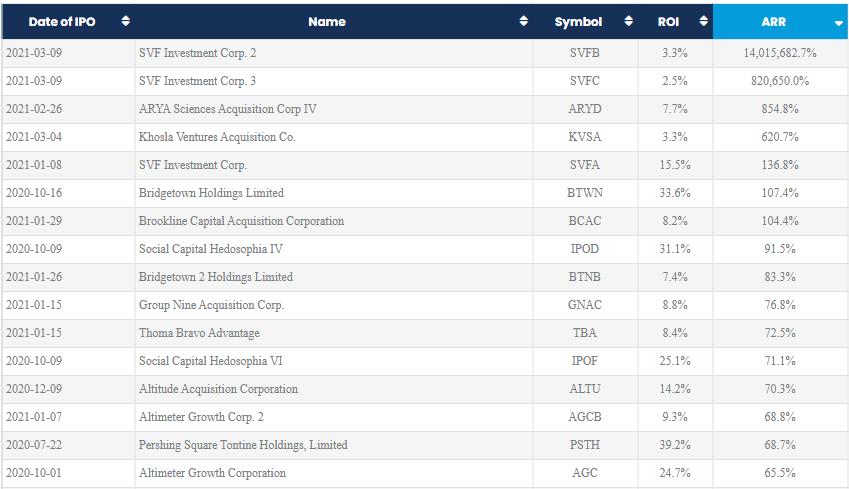 Date of IPO Name Symbol ROI ARR
2021-03-09 SVF Investment Corp. 2 SVFB 3.3% 14,015,682.7%
2021-03-09 SVF Investment Corp. 3 SVFC 2.5% 820,650.0%
2021-02-26 ARYA Sciences Acquisition Corp IV ARYD 7.7% 854.8%
2021-03-04 Khosla Ventures Acquisition Co. KVSA 3.3% 620.7%
2021-01-08 SVF Investment Corp. SVFA 15.5% 136.8%
2020-10-16 Bridgetown Holdings Limited BTWN 33.6% 107.4%
2021-01-29 Brookline Capital Acquisition Corporation BCAC 8.2% 104.4%
2020-10-09 Social Capital Hedosophia IV IPOD 31.1% 91.5%
2021-01-26 Bridgetown 2 Holdings Limited BTNB 7.4% 83.3%
2021-01-15 Group Nine Acquisition Corp. GNAC 8.8% 76.8%
2021-01-15 Thoma Bravo Advantage TBA 8.4% 72.5%
2020-10-09 Social Capital Hedosophia VI IPOF 25.1% 71.1%
2020-12-09 Altitude Acquisition Corporation ALTU 14.2% 70.3%
2021-01-07 Altimeter Growth Corp. 2 AGCB 9.3% 68.8%
2020-07-22 Pershing Square Tontine Holdings, Limited PSTH 39.2% 68.7%
2020-10-01 Altimeter Growth Corporation AGC 24.7% 65.5%